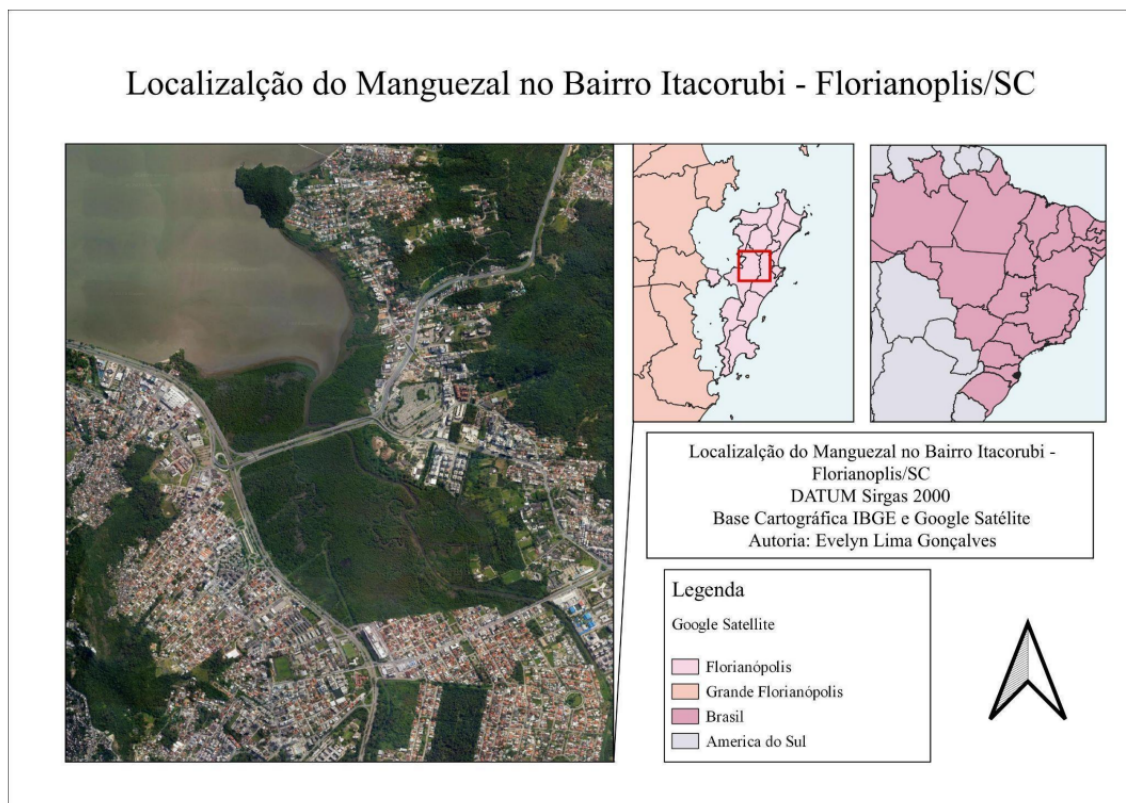 Localizalção do Manguezal no Bairro Itacorubi - Florianoplis/SC
Localizalção do Manguezal no Bairro Itacorubi -
Florianoplis/SC
DATUM Sirgas 2000
Base Cartográfica IBGE e Google Satélite
Autoria: Evelyn Lima Gonçalves
Legenda
Google Satellite
Florianópolis
Grande Florianópolis
Brasil
America do Sul